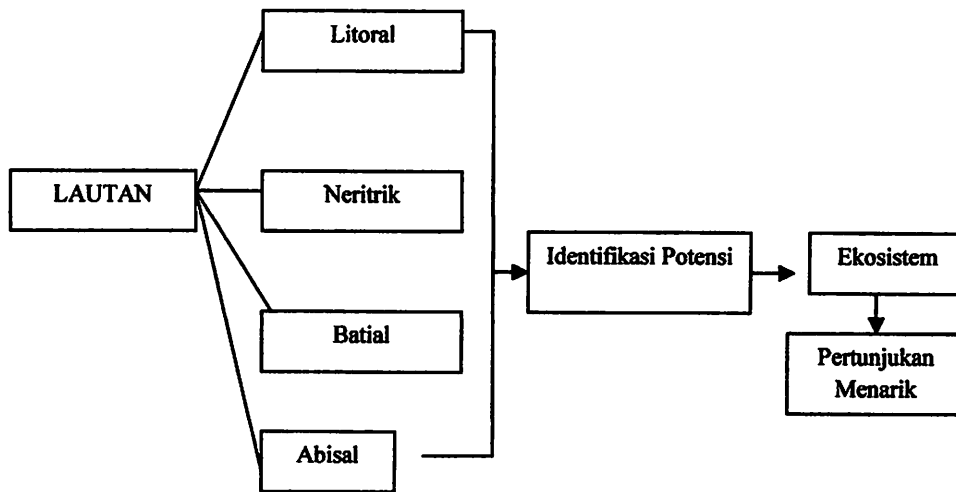 Litoral
LAUTAN
Neritrik
Identifikasi Potensi
Ekosistem
Batial
Pertunjukan
Menarik
Abisal